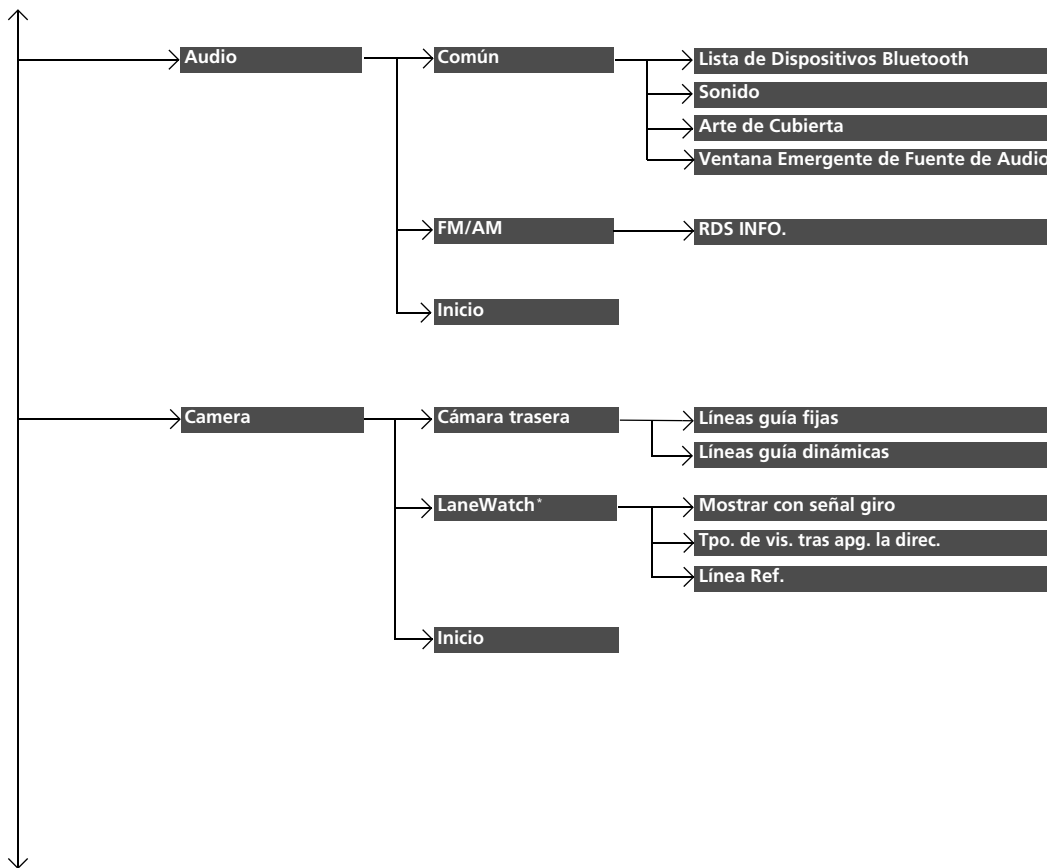 Audio
Común
Lista de Dispositivos Bluetooth
Sonido
Arte de Cubierta
Ventana Emergente de Fuente de Audio
FM/AM
RDS INFO.
Inicio
Camera
Cámara trasera
Líneas guía fijas
Líneas guía dinámicas
LaneWatch*
Mostrar con señal giro
Tpo. de vis. tras apg. la direc.
Línea Ref.
Inicio